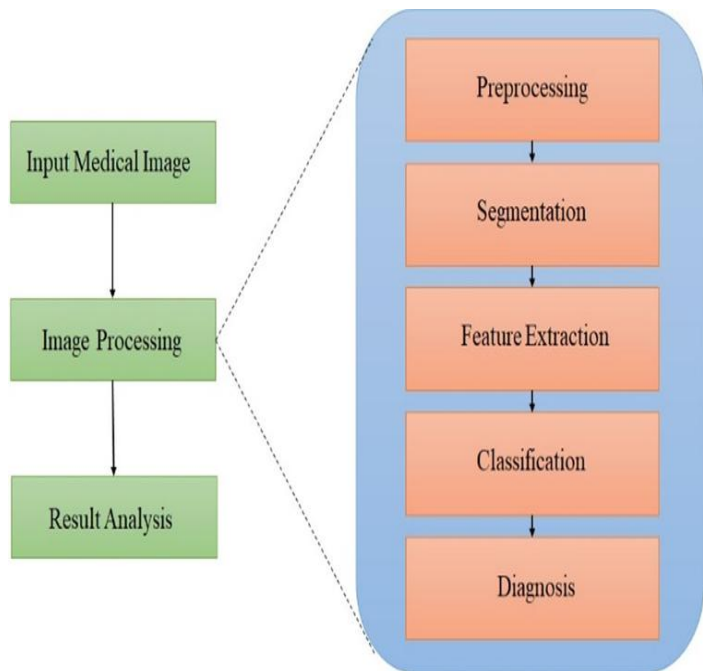 Input Medical Image
Image Processing
Result Analysis
Preprocessing
Segmentation
Feature Extraction
Classification
Diagnosis